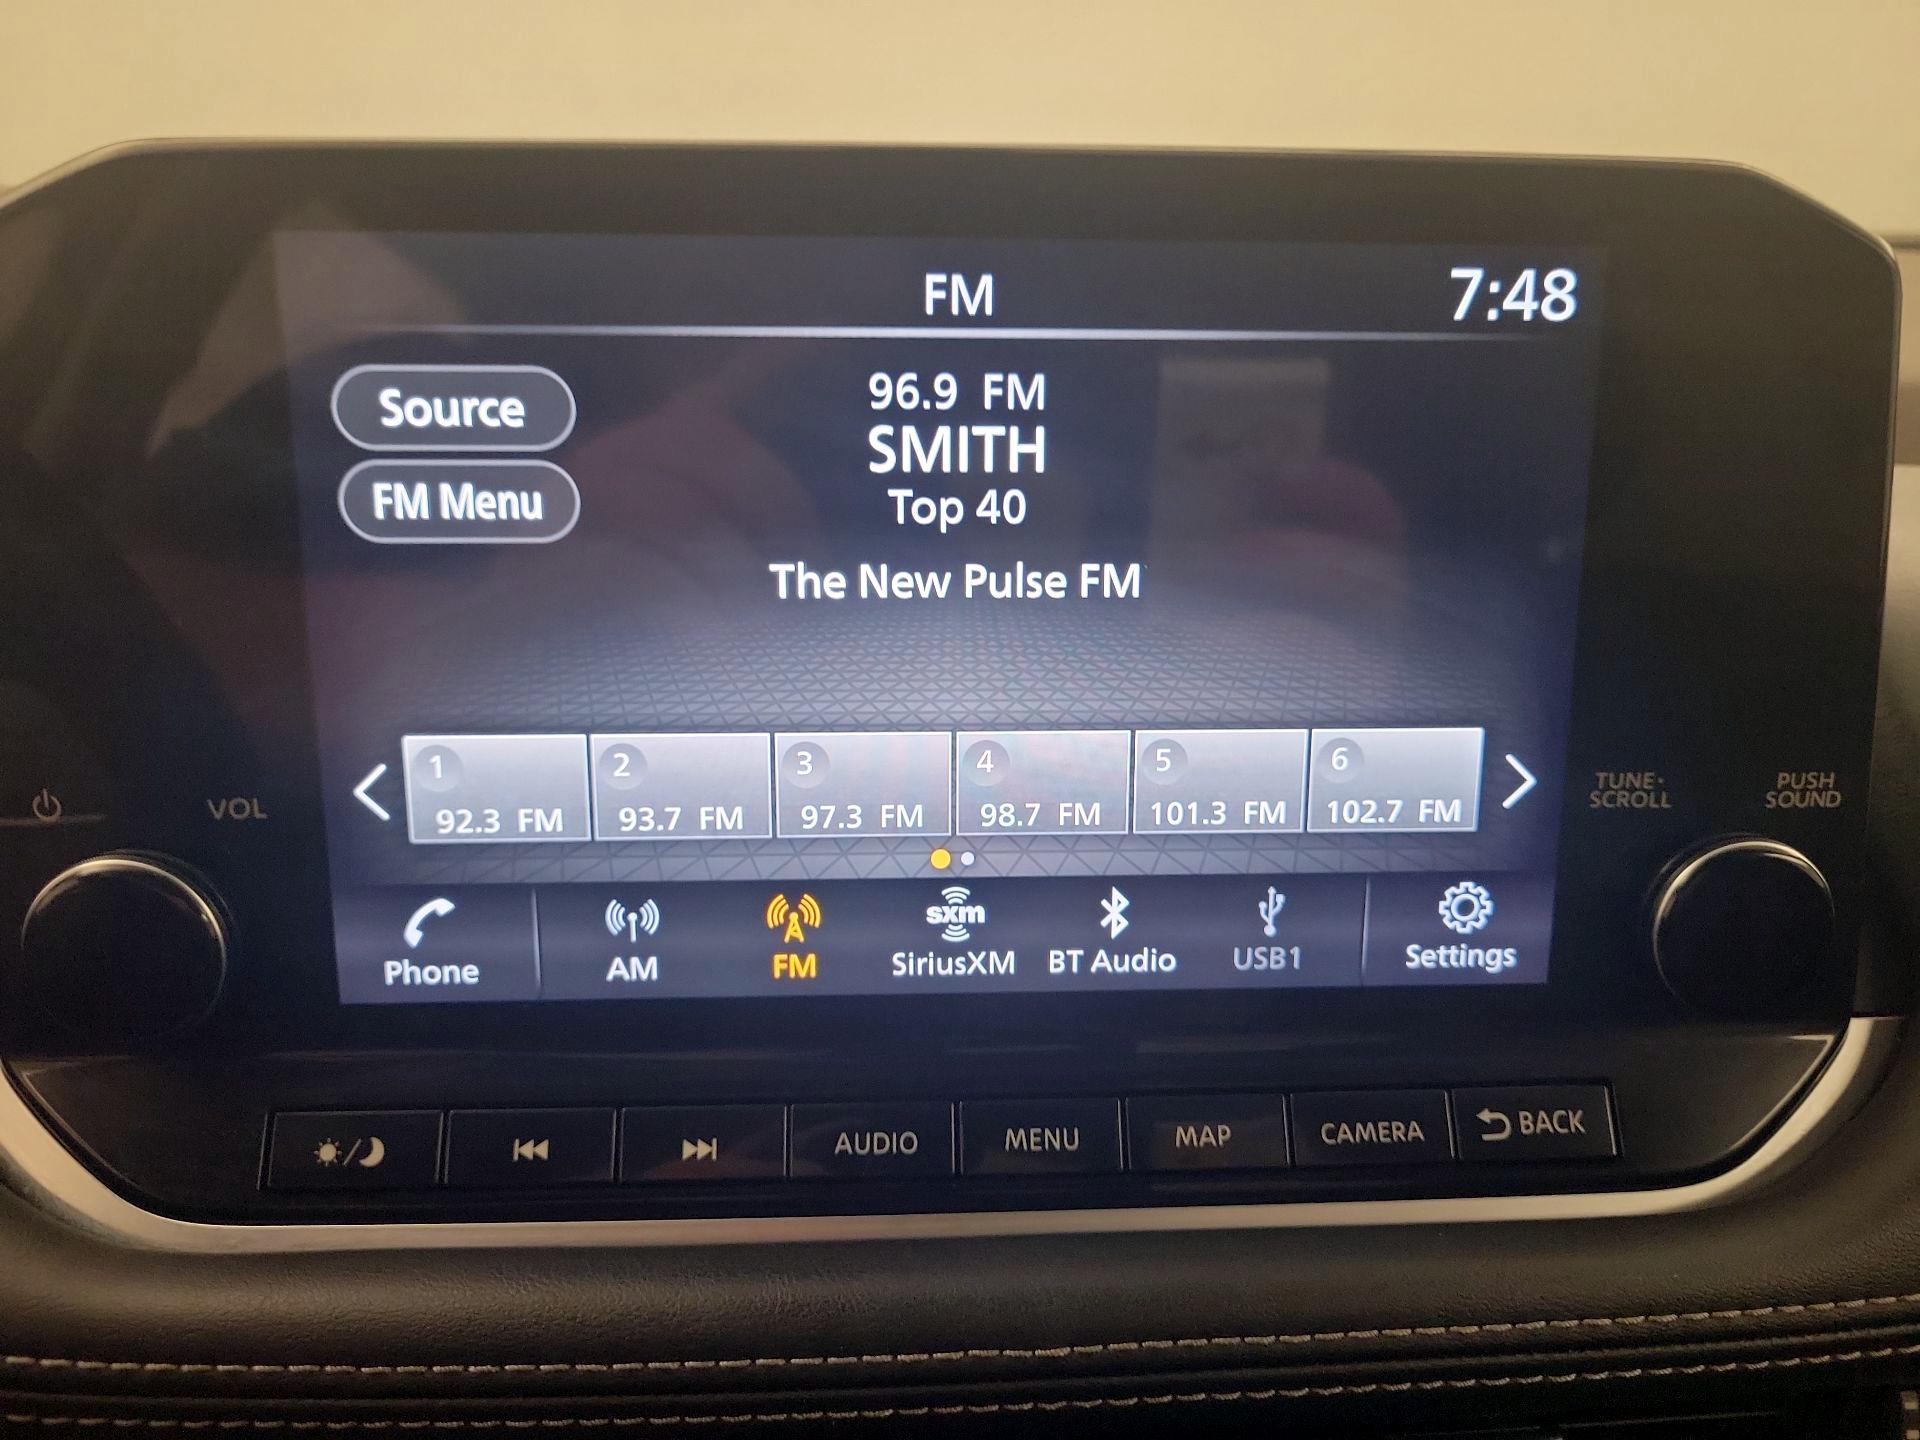 FM
7:48
Source
96.9 FM
SMITH
FM Menu
Top 40
The New Pulse FM
1
92.3 FM
2
93.7 FM
3
97.3 FM
4
98.7 FM
5
101.3 FM
6
102.7 FM
VOL
TUNE·
SCROLL
PUSH
SOUND
Phone
AM
FM
sxm
SiriusXM
BT Audio
USB1
Settings
AUDIO
MENU
MAP
CAMERA
BACK